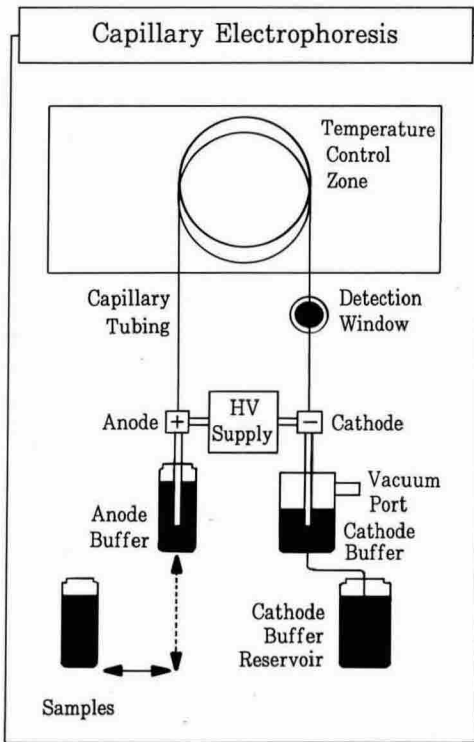 Capillary Electrophoresis
Temperature
Control
Zone
Capillary
Tubing
Detection
Window
Anode
+
HV
Supply
−
Cathode
Vacuum
Port
Anode
Buffer
Cathode
Buffer
Cathode
Buffer
Reservoir
Samples